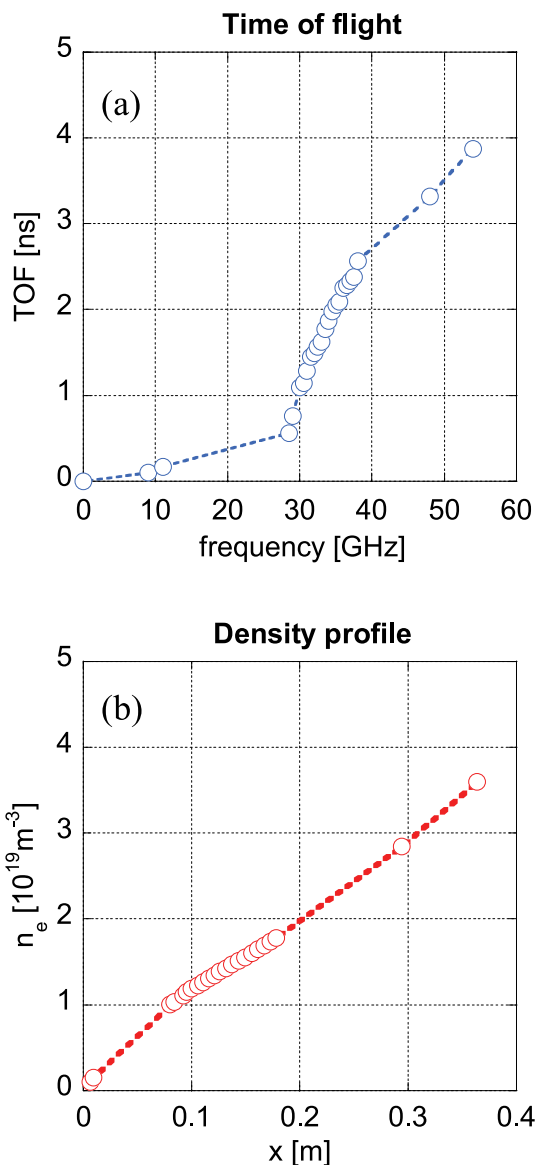 Time of flight
(a)
5
4
3
2
1
0
TOF [ns]
0 10 20 30 40 50 60
frequency [GHz]
Density profile
(b)
5
4
3
2
1
0
n_e [10^19 m^-3]
0 0.1 0.2 0.3 0.4
x [m]